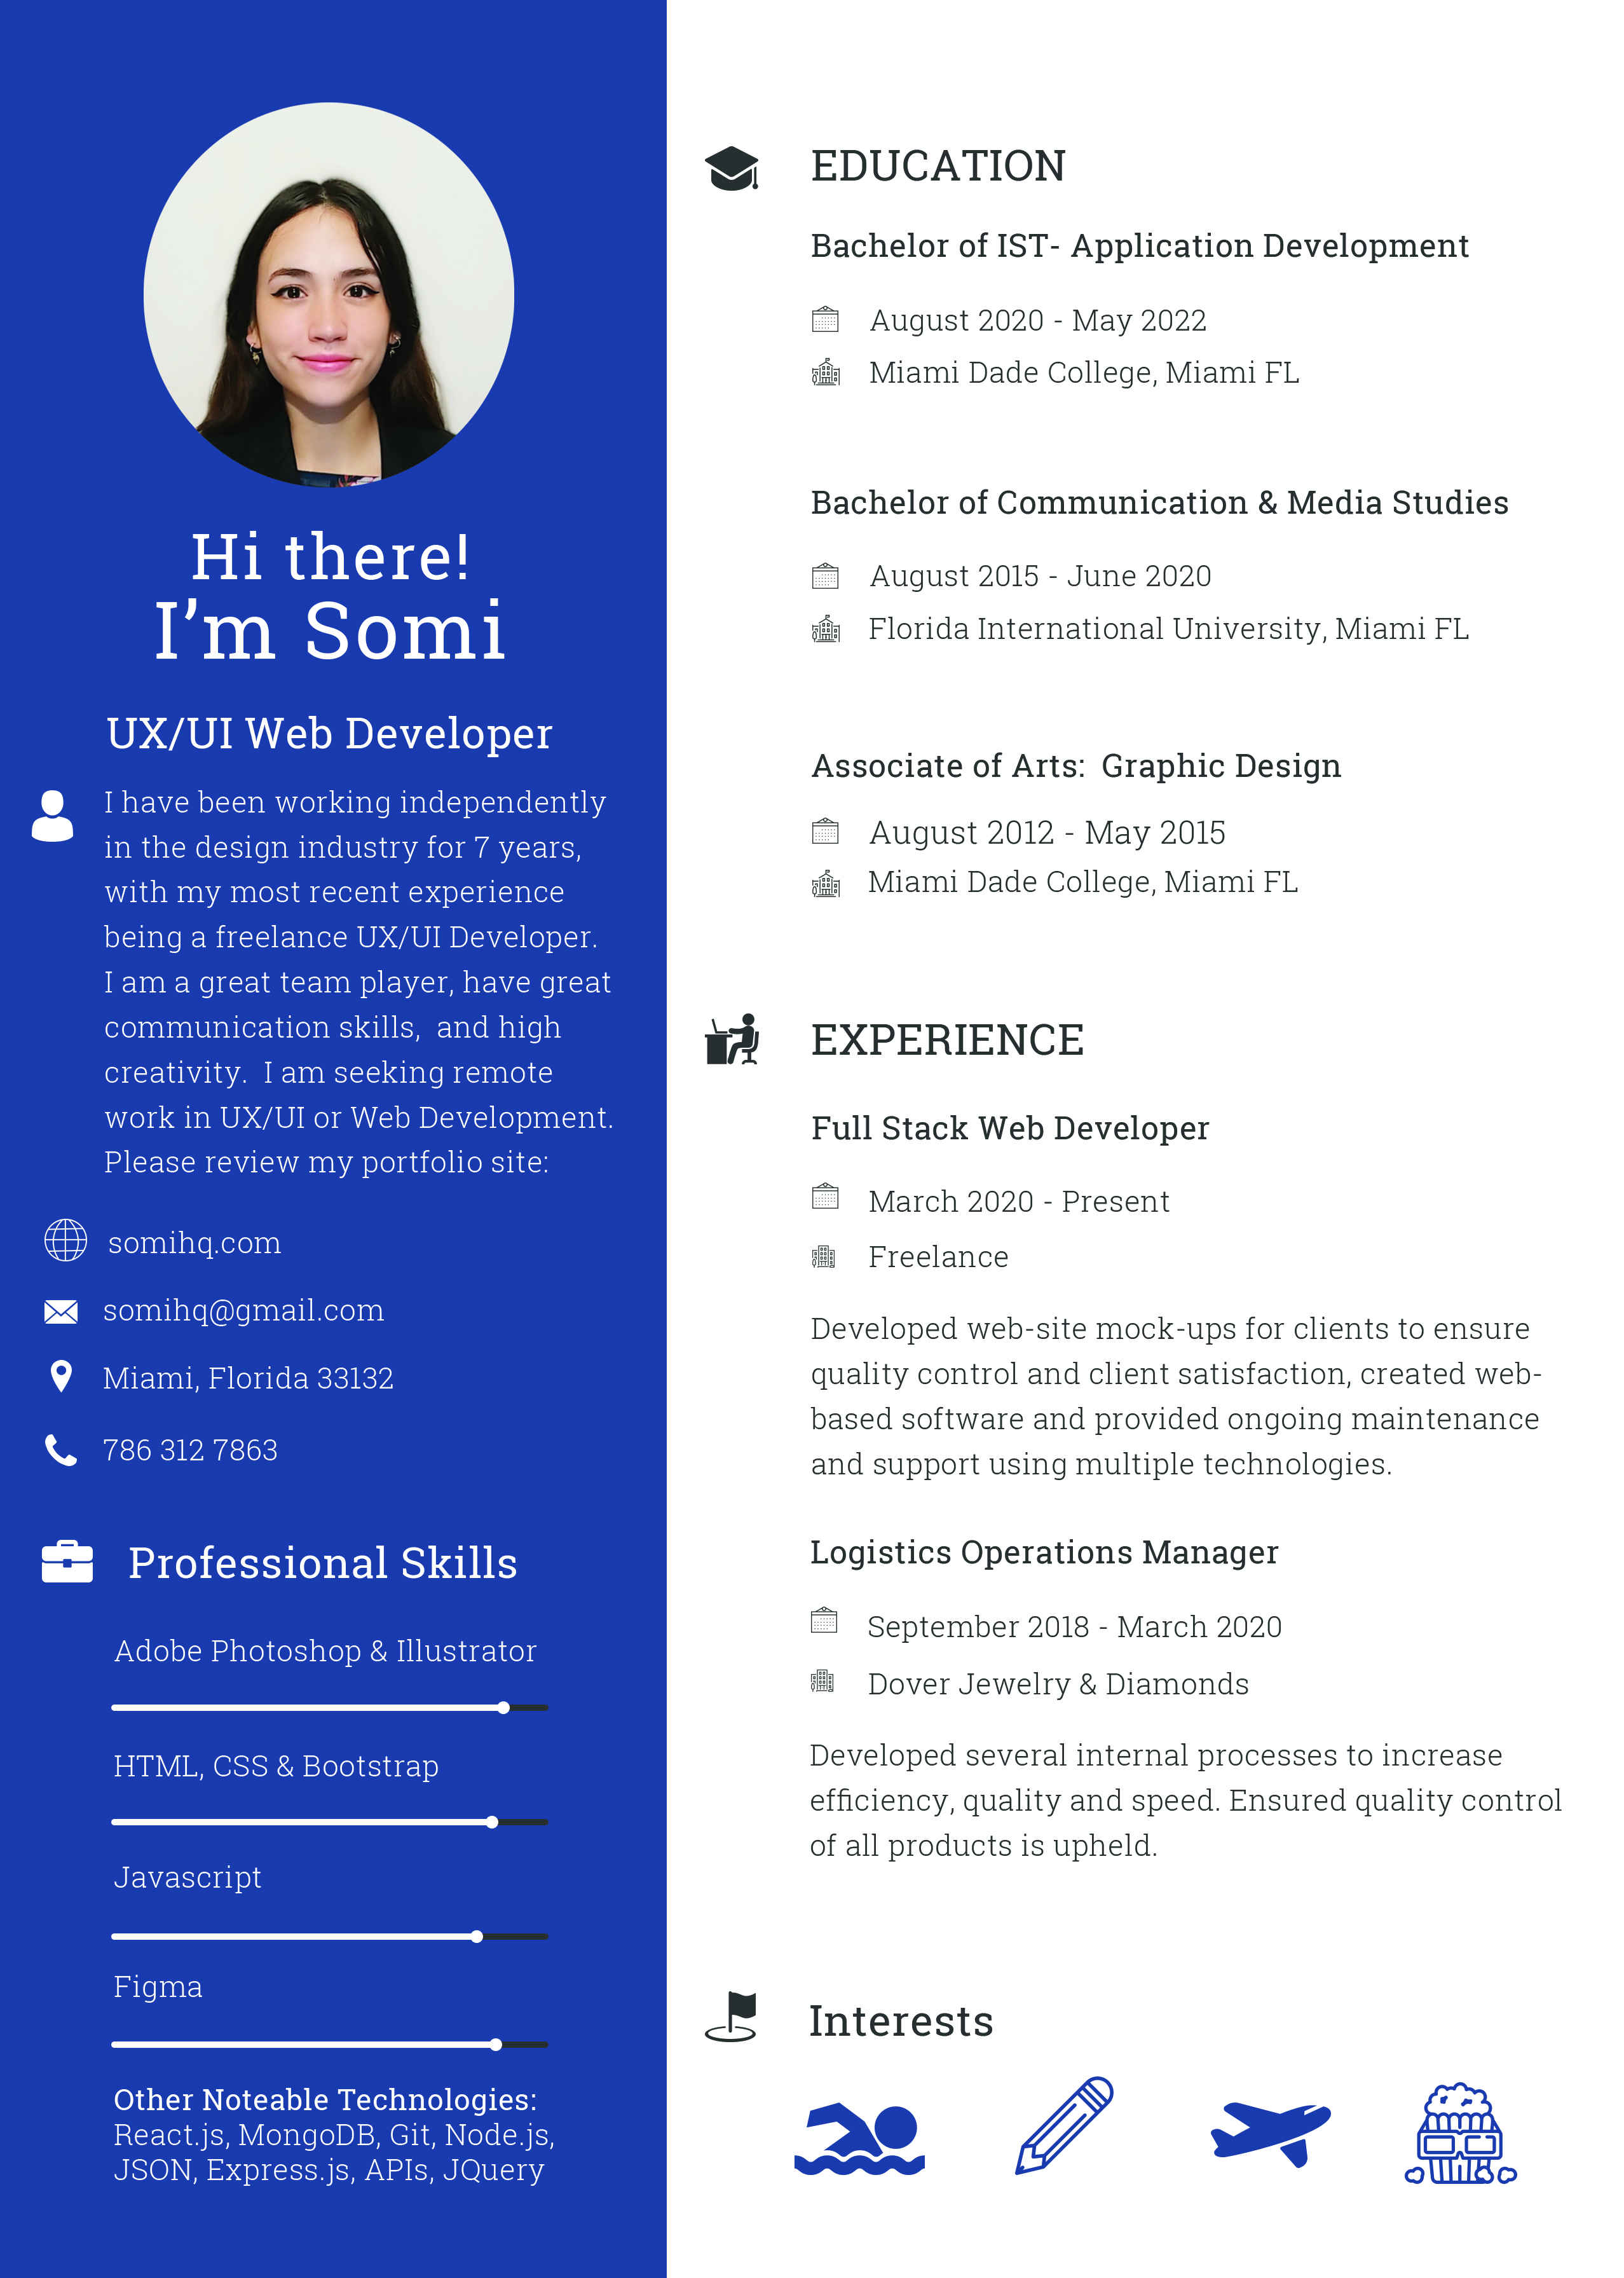 Hi there!
I’m Somi
UX/UI Web Developer
I have been working independently
in the design industry for 7 years,
with my most recent experience
being a freelance UX/UI Developer.
I am a great team player, have great
communication skills,  and high
creativity.  I am seeking remote
work in UX/UI or Web Development.
Please review my portfolio site:
somihq.com
somihq@gmail.com
Miami, Florida 33132
786 312 7863
Professional Skills
Adobe Photoshop & Illustrator
HTML, CSS & Bootstrap
Javascript
Figma
Other Noteable Technologies:
React.js, MongoDB, Git, Node.js,
JSON, Express.js, APIs, JQuery
EDUCATION
Bachelor of IST- Application Development
August 2020 - May 2022
Miami Dade College, Miami FL
Bachelor of Communication & Media Studies
August 2015 - June 2020
Florida International University, Miami FL
Associate of Arts:  Graphic Design
August 2012 - May 2015
Miami Dade College, Miami FL
EXPERIENCE
Full Stack Web Developer
March 2020 - Present
Freelance
Developed web-site mock-ups for clients to ensure
quality control and client satisfaction, created web-
based software and provided ongoing maintenance
and support using multiple technologies.
Logistics Operations Manager
September 2018 - March 2020
Dover Jewelry & Diamonds
Developed several internal processes to increase
efficiency, quality and speed. Ensured quality control
of all products is upheld.
Interests